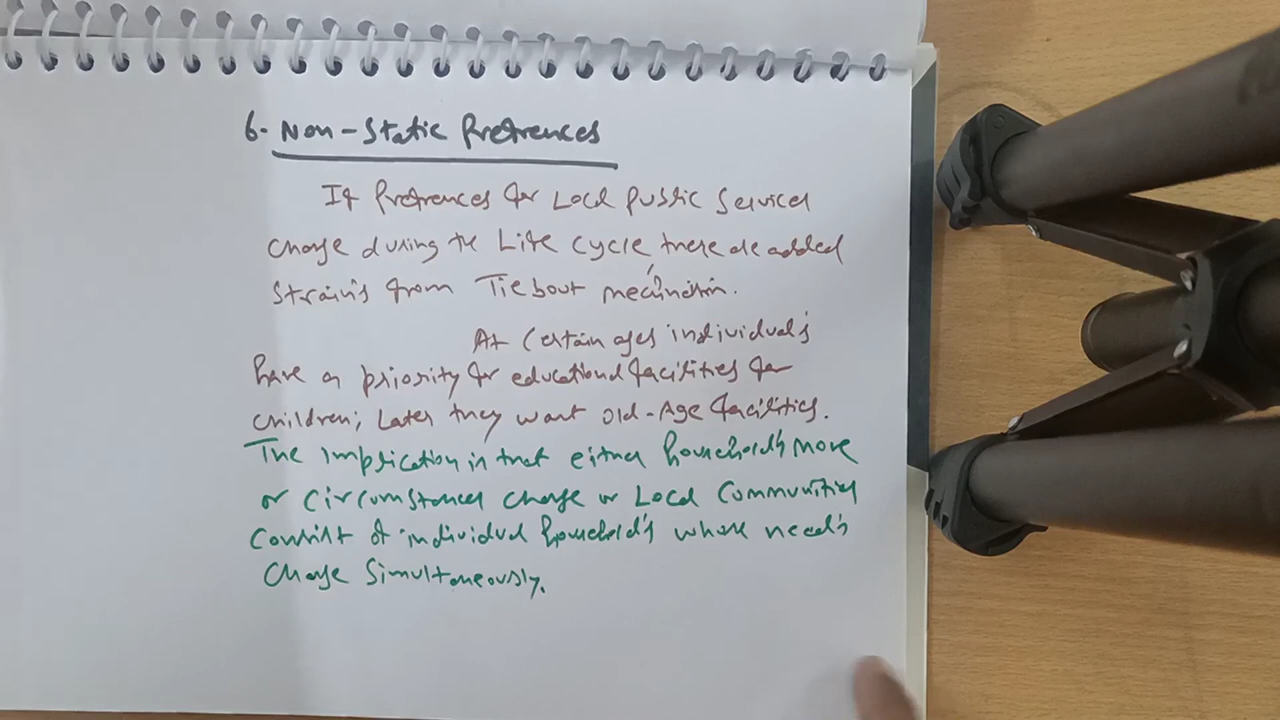 6. Non-Static Prefrences
If Prefrences for Local Public Services
change during the Life cycle there are added
Strains from Tiebout mechanism.
At Certain ages individuals
have a priority for educational facilities for
children; Later they want old-Age facilities.
The implication is that either households move
or circumstances change or Local Communities
consist of individual households whose needs
change simultaneously.